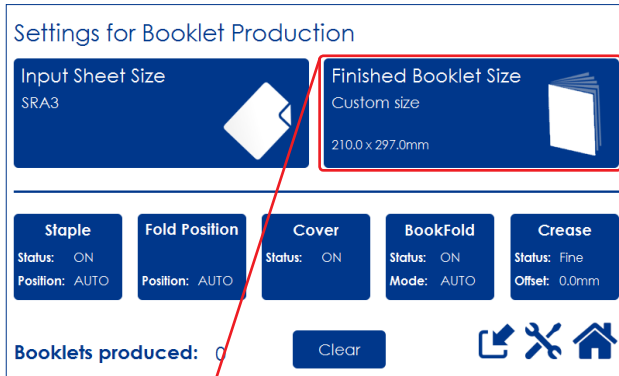 Settings for Booklet Production
Input Sheet Size
SRA3
Finished Booklet Size
Custom size
210.0 x 297.0mm
Staple
Status: ON
Position: AUTO
Fold Position
Position: AUTO
Cover
Status: ON
BookFold
Status: ON
Mode: AUTO
Crease
Status: Fine
Offset: 0.0mm
Booklets produced: 0
Clear